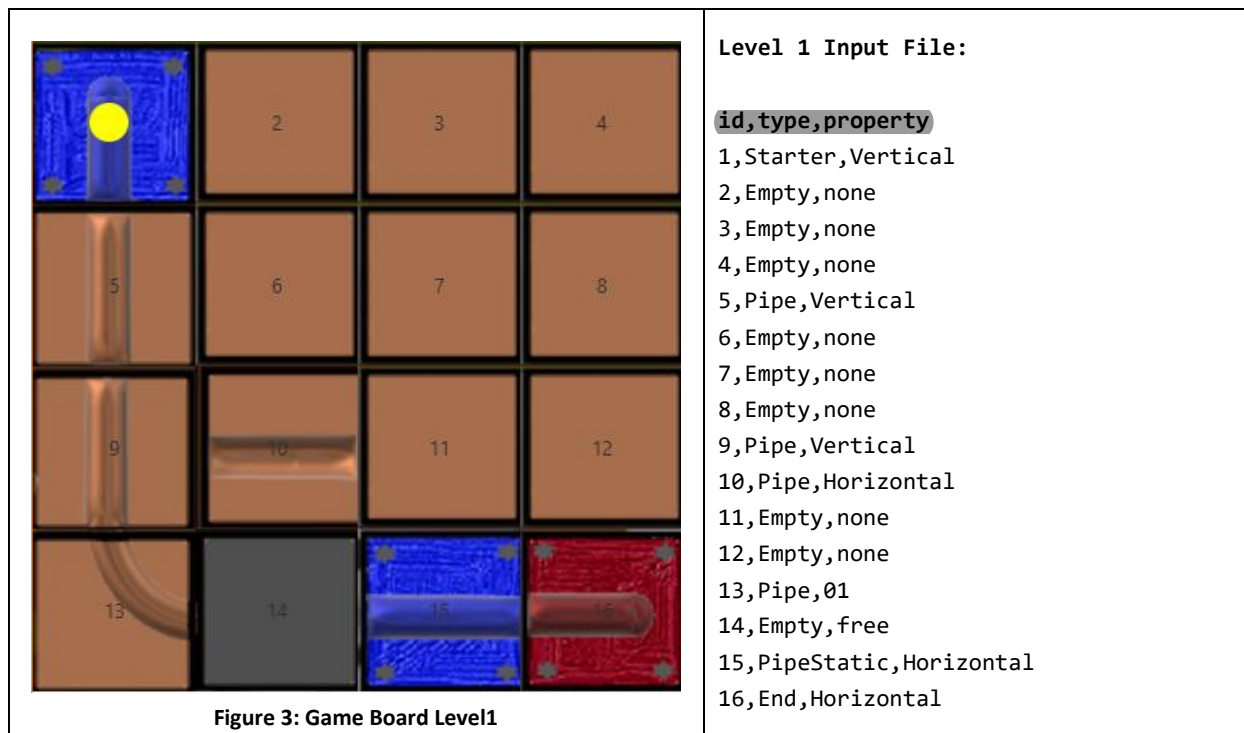 2 3 4
5 6 7 8
9 10 11 12
13 14 15 16
Figure 3: Game Board Level1
Level 1 Input File:
id,type,property
1,Starter,Vertical
2,Empty,none
3,Empty,none
4,Empty,none
5,Pipe,Vertical
6,Empty,none
7,Empty,none
8,Empty,none
9,Pipe,Vertical
10,Pipe,Horizontal
11,Empty,none
12,Empty,none
13,Pipe,01
14,Empty,free
15,PipeStatic,Horizontal
16,End,Horizontal